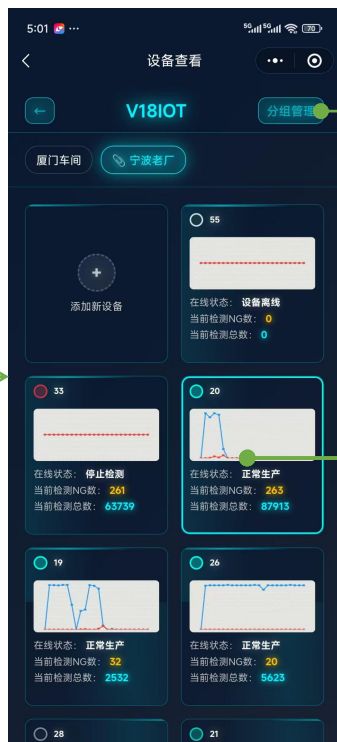 5:01 ...
5G 5G 70
设备查看
V18IOT
分组管理
厦门车间
宁波老厂
添加新设备
55
在线状态： 设备离线
当前检测NG数： 0
当前检测总数： 0
33
在线状态： 停止检测
当前检测NG数： 261
当前检测总数： 63739
20
在线状态： 正常生产
当前检测NG数： 263
当前检测总数： 87913
19
在线状态： 正常生产
当前检测NG数： 32
当前检测总数： 2532
26
在线状态： 正常生产
当前检测NG数： 20
当前检测总数： 5623
28
21